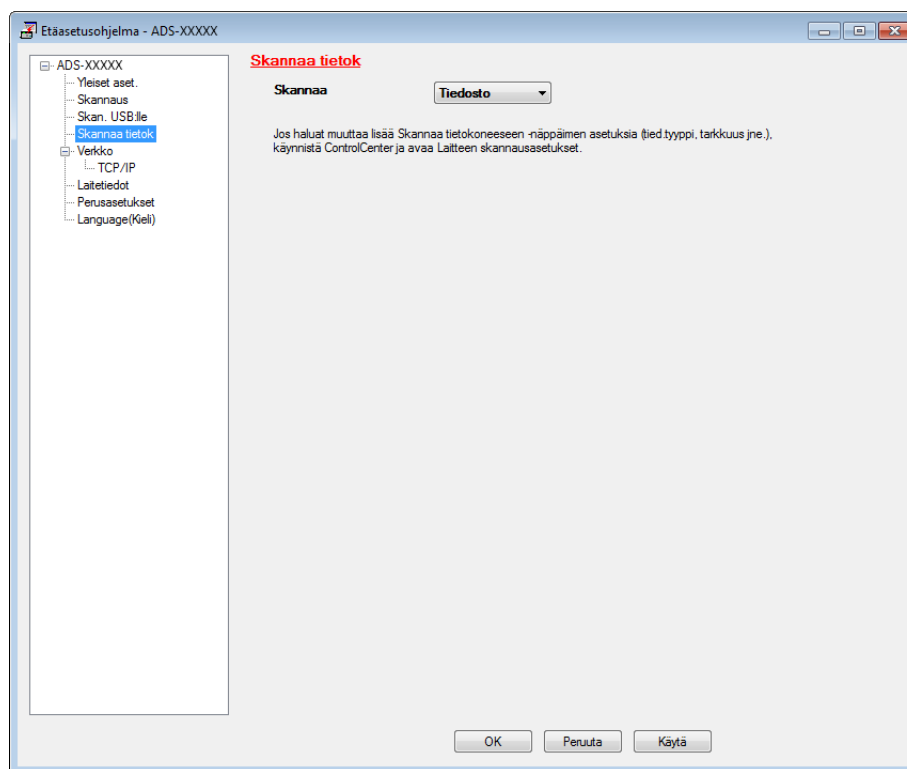 Etäasetusohjelma - ADS-XXXXX
ADS-XXXXX
Yleiset aset.
Skannaus
Skan. USB:lle
Skannaa tietok
Verkko
TCP/IP
Laitetiedot
Perusasetukset
Language(Kieli)
Skannaa tietok
Skannaa
Tiedosto
Jos haluat muuttaa lisää Skannaa tietokoneeseen -näppäimen asetuksia (tied.tyyppi, tarkkuus jne.),
käynnistä ControlCenter ja avaa Laitteen skannausasetukset.
OK
Peruuta
Käytä